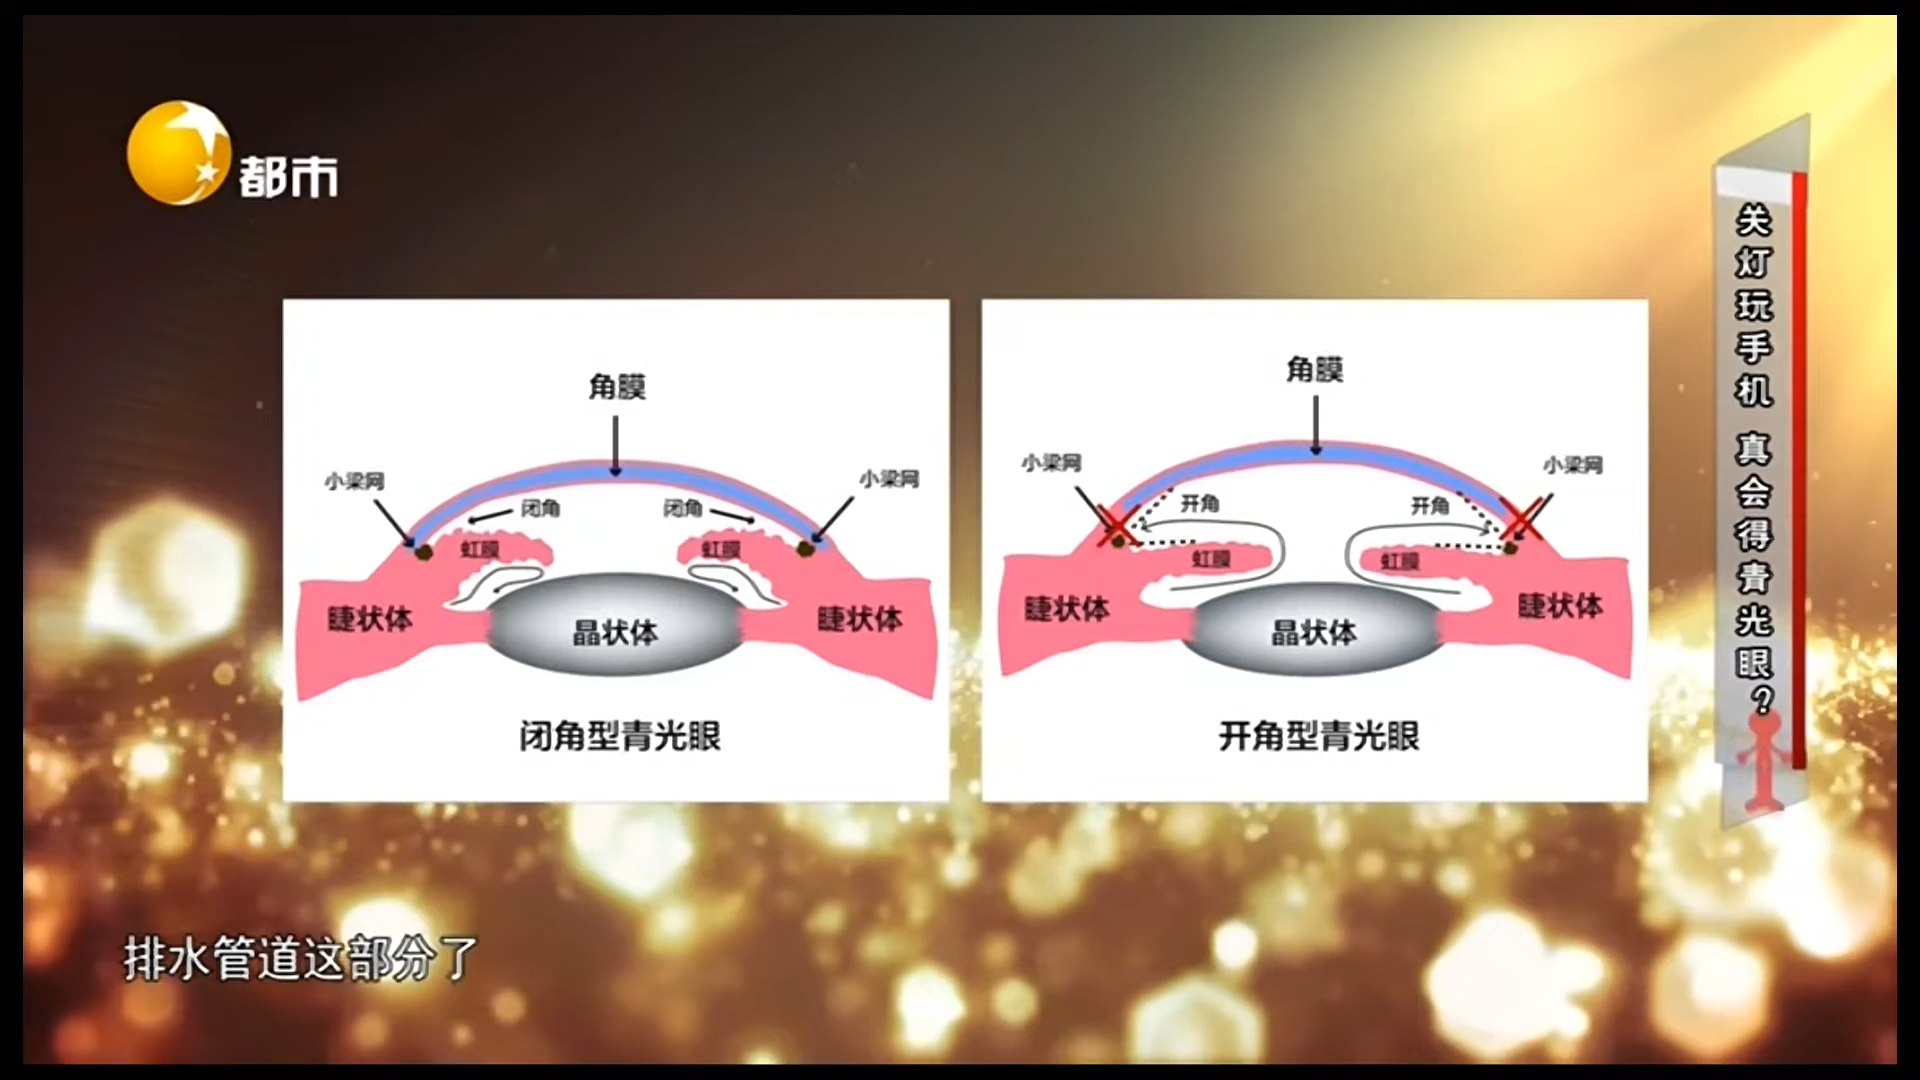 都市
关灯玩手机 真会得青光眼?
角膜
小梁网
小梁网
闭角
闭角
虹膜
虹膜
睫状体
晶状体
睫状体
闭角型青光眼
角膜
小梁网
小梁网
开角
开角
虹膜
虹膜
睫状体
晶状体
睫状体
开角型青光眼
排水管道这部分了